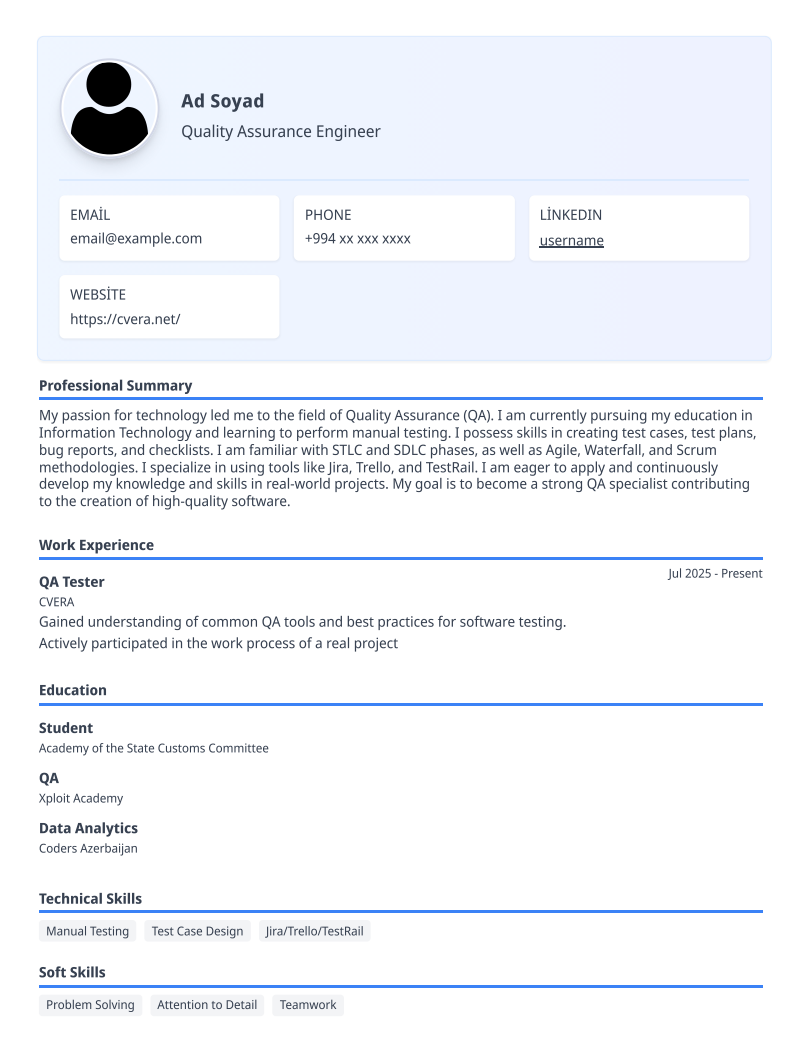 Ad Soyad
Quality Assurance Engineer
EMAİL
email@example.com
PHONE
+994 xx xxx xxxx
LİNKEDIN
username
WEBSİTE
https://cvera.net/
Professional Summary
My passion for technology led me to the field of Quality Assurance (QA). I am currently pursuing my education in
Information Technology and learning to perform manual testing. I possess skills in creating test cases, test plans,
bug reports, and checklists. I am familiar with STLC and SDLC phases, as well as Agile, Waterfall, and Scrum
methodologies. I specialize in using tools like Jira, Trello, and TestRail. I am eager to apply and continuously
develop my knowledge and skills in real-world projects. My goal is to become a strong QA specialist contributing
to the creation of high-quality software.
Work Experience
QA Tester
Jul 2025 - Present
CVERA
Gained understanding of common QA tools and best practices for software testing.
Actively participated in the work process of a real project
Education
Student
Academy of the State Customs Committee
QA
Xploit Academy
Data Analytics
Coders Azerbaijan
Technical Skills
Manual Testing
Test Case Design
Jira/Trello/TestRail
Soft Skills
Problem Solving
Attention to Detail
Teamwork